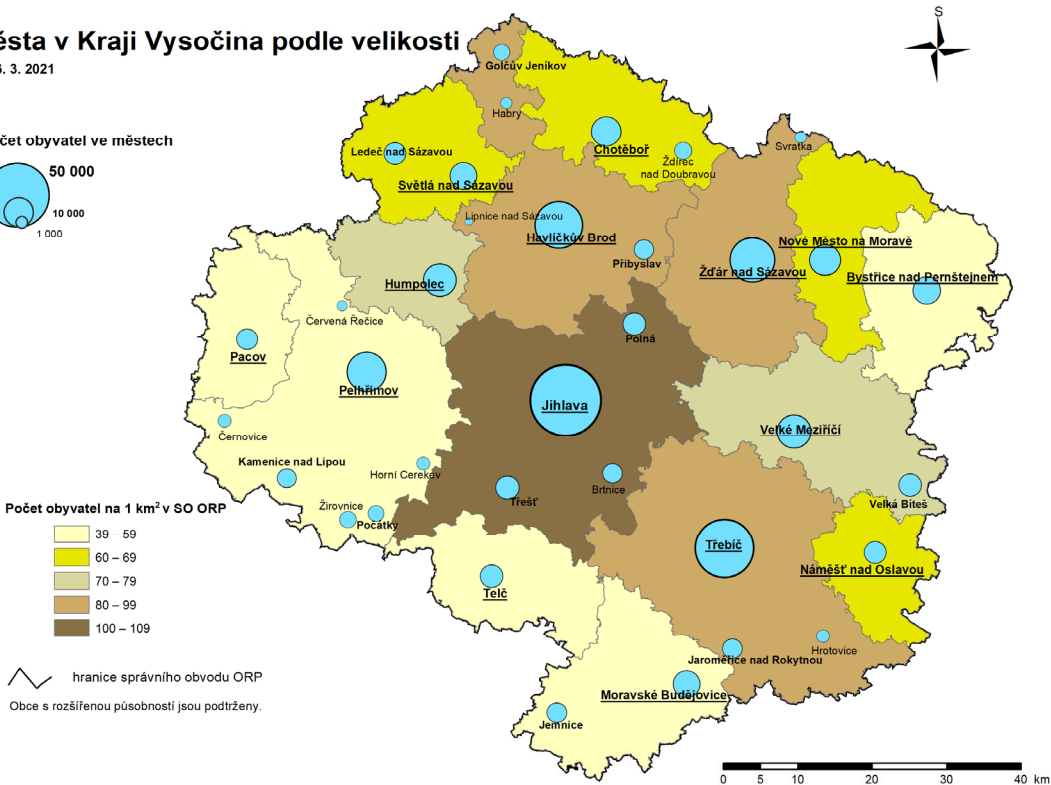 ěsta v Kraji Vysočina podle velikosti
6. 3. 2021
S
čet obyvatel ve městech
50 000
10 000
1 000
Golčův Jeníkov
Habry
Ledeč nad Sázavou
Chotěboř
Svratka
Ždírec
nad Doubravou
Světlá nad Sázavou
Lipnice nad Sázavou
Havlíčkův Brod
Nové Město na Moravě
Přibyslav
Žďár nad Sázavou
Bystřice nad Pernštejnem
Humpolec
Červená Řečice
Polná
Pacov
Pelhřimov
Jihlava
Velké Meziříčí
Černovice
Kamenice nad Lipou
Horní Cerekev
Brtnice
Třešť
Velká Bíteš
Žirovnice
Počátky
Počet obyvatel na 1 km² v SO ORP
39 – 59
60 – 69
70 – 79
80 – 99
100 – 109
Třebíč
Náměšť nad Oslavou
Telč
Hrotovice
Jaroměřice nad Rokytnou
Moravské Budějovice
Jemnice
hranice správního obvodu ORP
Obce s rozšířenou působností jsou podtrženy.
0 5 10 20 30 40 km